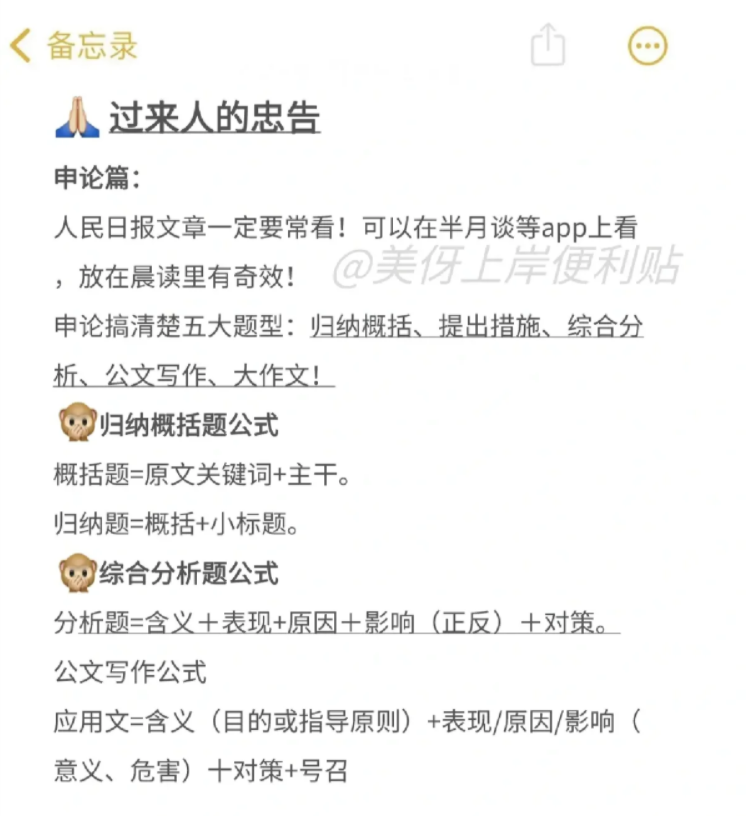 备忘录
过来人的忠告
申论篇：
人民日报文章一定要常看！可以在半月谈等app上看
，放在晨读里有奇效！
@美伢上岸便利贴
申论搞清楚五大题型：归纳概括、提出措施、综合分
析、公文写作、大作文！
归纳概括题公式
概括题=原文关键词+主干。
归纳题=概括+小标题。
综合分析题公式
分析题=含义＋表现+原因＋影响（正反）＋对策。
公文写作公式
应用文=含义（目的或指导原则）+表现/原因/影响（
意义、危害）十对策+号召